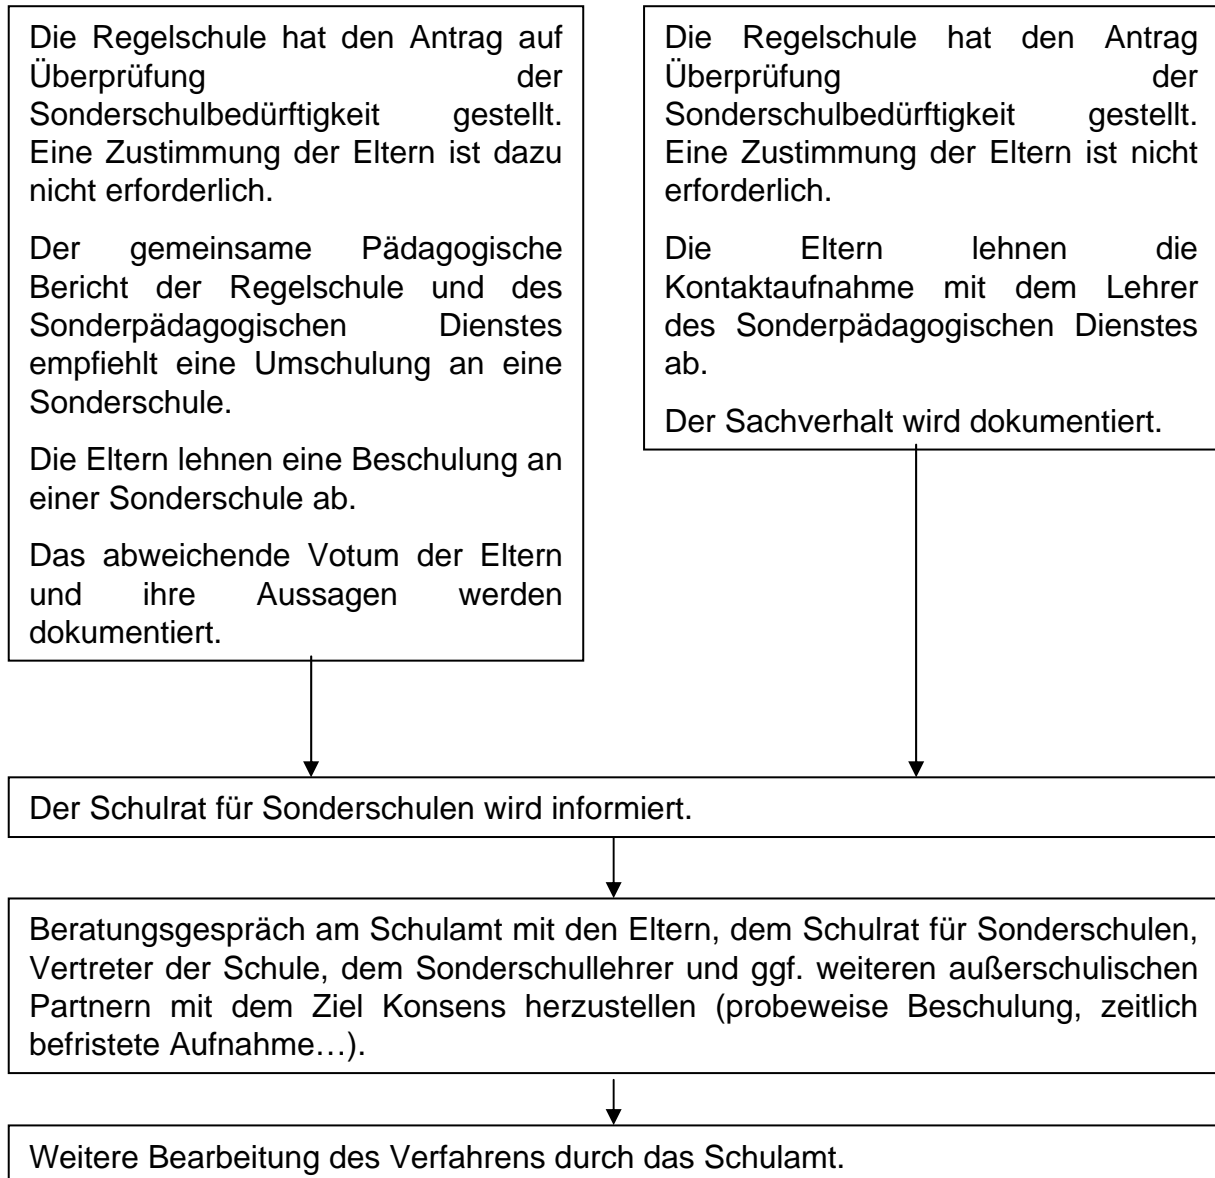 Die Regelschule hat den Antrag auf
Überprüfung der
Sonderschulbedürftigkeit gestellt.
Eine Zustimmung der Eltern ist dazu
nicht erforderlich.
Der gemeinsame Pädagogische
Bericht der Regelschule und des
Sonderpädagogischen Dienstes
empfiehlt eine Umschulung an eine
Sonderschule.
Die Eltern lehnen eine Beschulung an
einer Sonderschule ab.
Das abweichende Votum der Eltern
und ihre Aussagen werden
dokumentiert.
Die Regelschule hat den Antrag
Überprüfung der
Sonderschulbedürftigkeit gestellt.
Eine Zustimmung der Eltern ist nicht
erforderlich.
Die Eltern lehnen die
Kontaktaufnahme mit dem Lehrer
des Sonderpädagogischen Dienstes
ab.
Der Sachverhalt wird dokumentiert.
Der Schulrat für Sonderschulen wird informiert.
Beratungsgespräch am Schulamt mit den Eltern, dem Schulrat für Sonderschulen,
Vertreter der Schule, dem Sonderschullehrer und ggf. weiteren außerschulischen
Partnern mit dem Ziel Konsens herzustellen (probeweise Beschulung, zeitlich
befristete Aufnahme…).
Weitere Bearbeitung des Verfahrens durch das Schulamt.